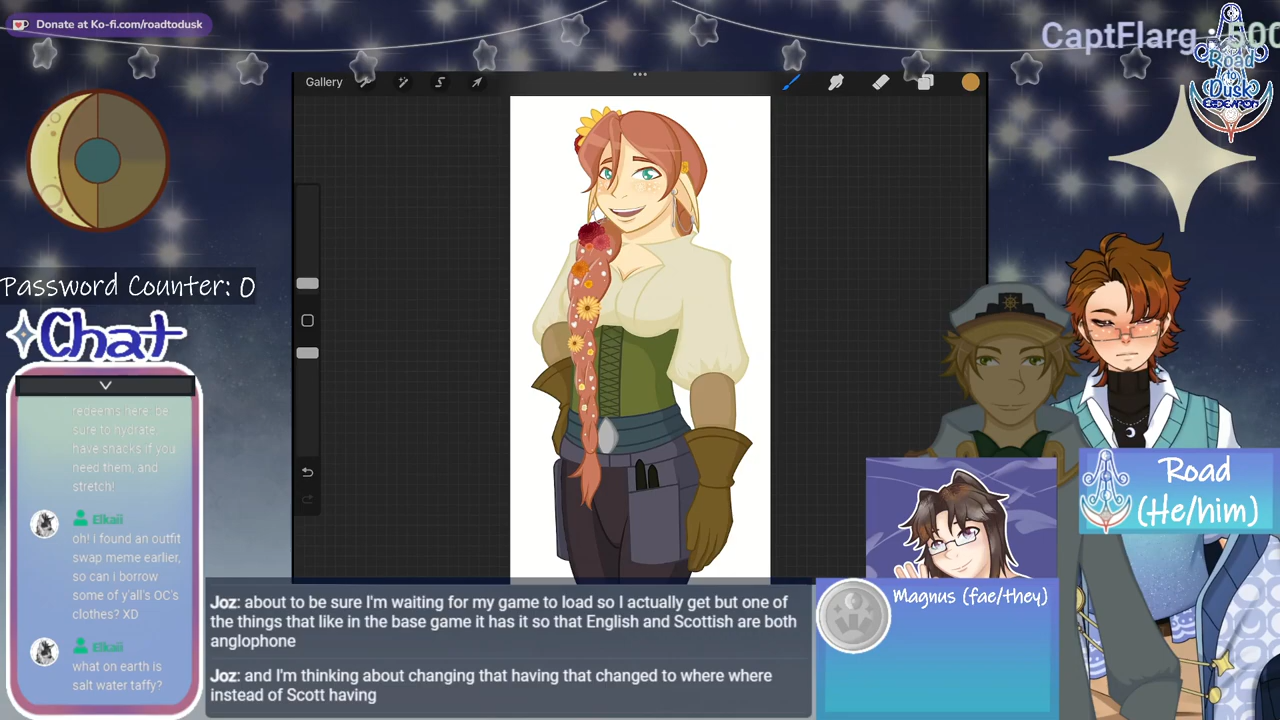 Donate at Ko-fi.com/roadtodusk
CaptFlarg : 500
Road
to
Dusk
Gallery
Password Counter: 0
Chat
redeems here, be
sure to hydrate,
have snacks if you
need them, and
stretch!
Elkaii
oh! i found an outfit
swap meme earlier,
so can i borrow
some of y'all's OC's
clothes? XD
Elkaii
what on earth is
salt water taffy?
Joz: about to be sure I'm waiting for my game to load so I actually get but one of
the things that like in the base game it has it so that English and Scottish are both
anglophone
Joz: and I'm thinking about changing that having that changed to where where
instead of Scott having
Magnus (fae/they)
Road
(He/him)